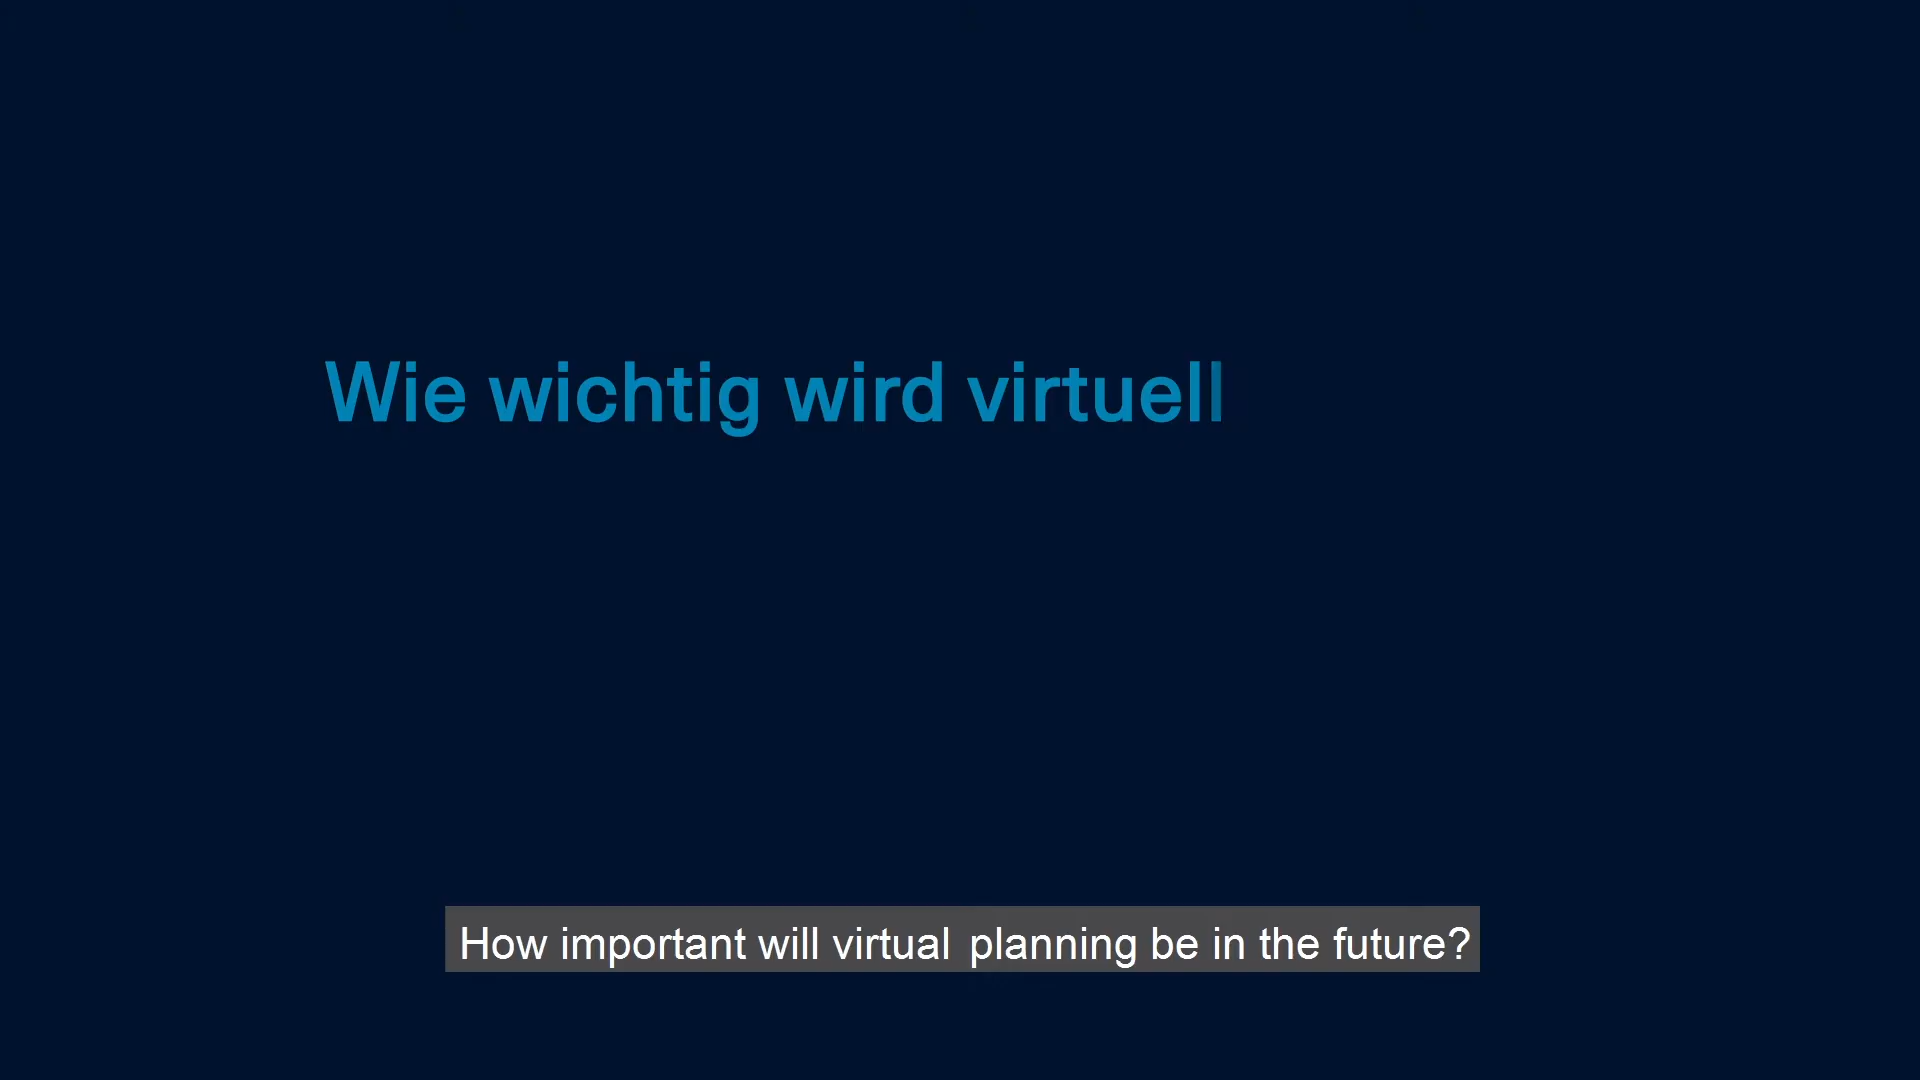 Wie wichtig wird virtuell
How important will virtual planning be in the future?